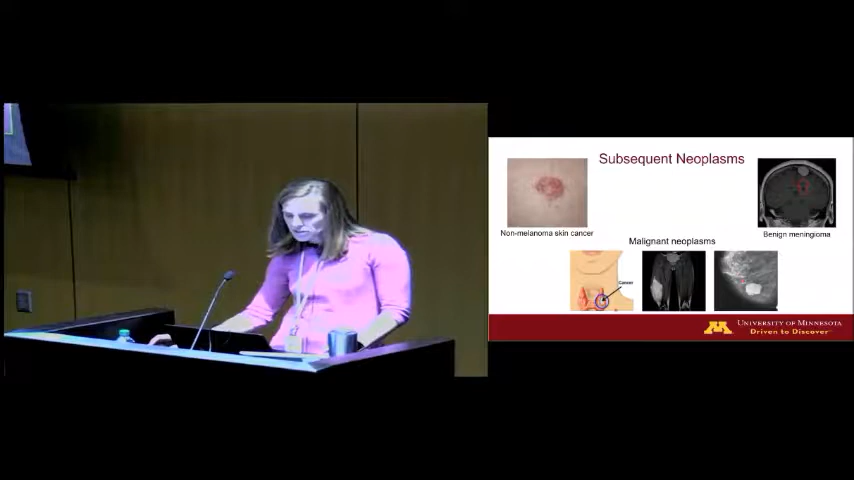 Subsequent Neoplasms
Non-melanoma skin cancer
Benign meningioma
Malignant neoplasms
Cancer
M
UNIVERSITY OF MINNESOTA
Driven to Discover